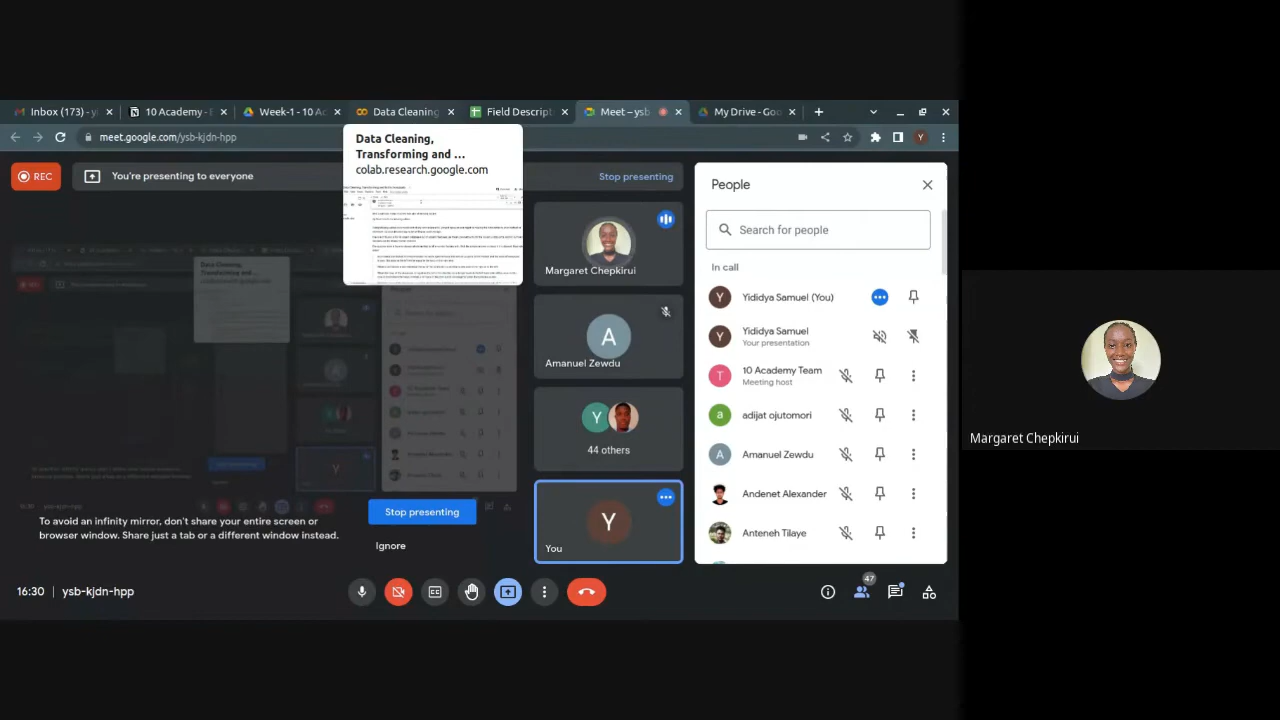 Inbox (173) - yi
10 Academy - E
Week-1 - 10 Ac
Data Cleaning,
Field Descript
Meet – ysb
My Drive - Goo
meet.google.com/ysb-kjdn-hpp
Data Cleaning,
Transforming and ...
colab.research.google.com
REC
You're presenting to everyone
Stop presenting
People
Search for people
In call
Margaret Chepkirui
Amanuel Zewdu
44 others
You
Yididya Samuel (You)
Yididya Samuel
Your presentation
10 Academy Team
Meeting host
adijat ojutomori
Amanuel Zewdu
Andenet Alexander
Anteneh Tilaye
To avoid an infinity mirror, don't share your entire screen or
browser window. Share just a tab or a different window instead.
Stop presenting
Ignore
16:30 | ysb-kjdn-hpp
47
Margaret Chepkirui